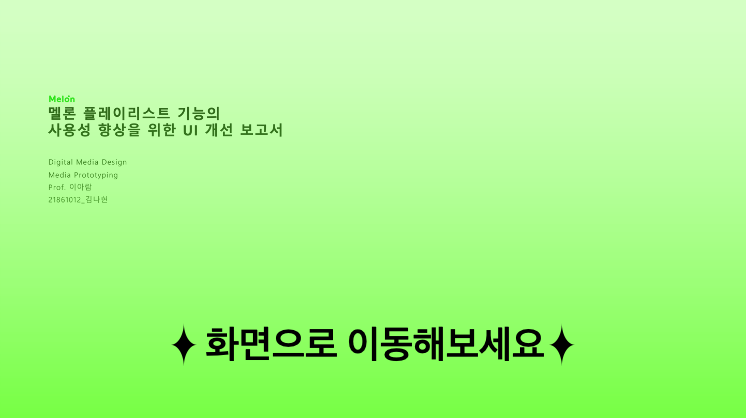 Melon
멜론 플레이리스트 기능의
사용성 향상을 위한 UI 개선 보고서
Digital Media Design
Media Prototyping
Prof. 이아람
21861012_김나현
✦ 화면으로 이동해보세요 ✦